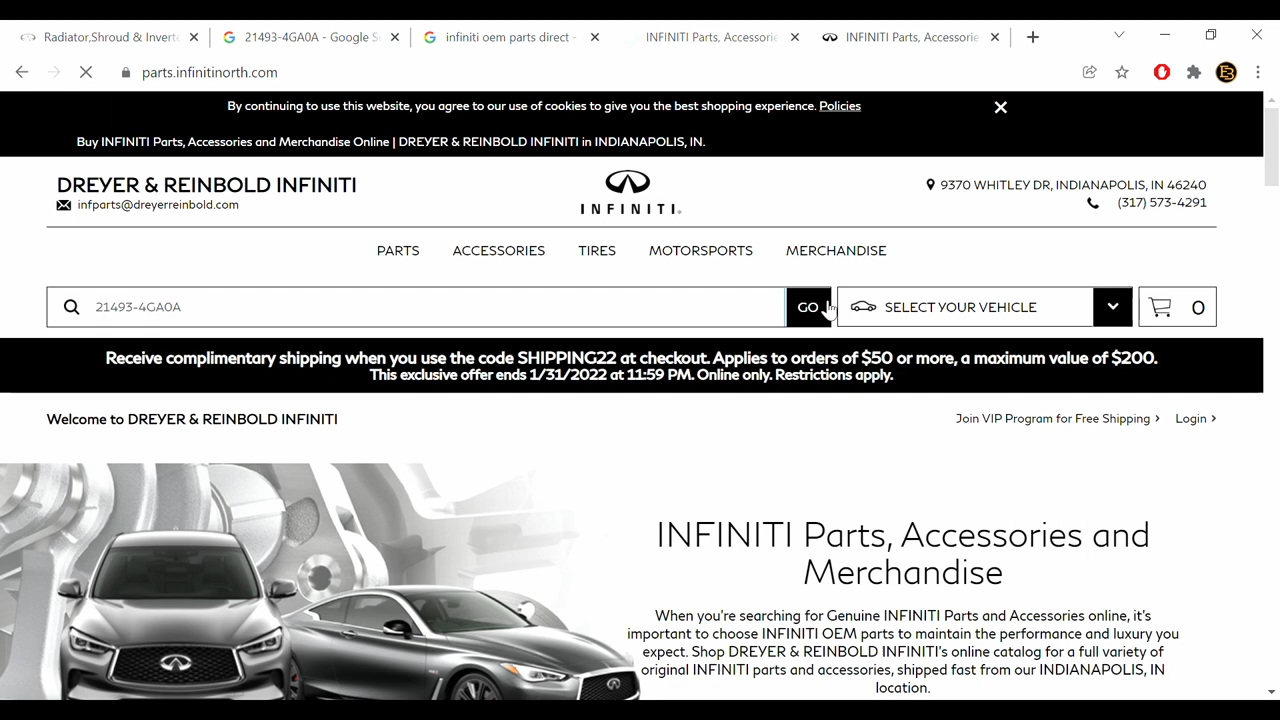 Radiator,Shroud & Inverte
21493-4GA0A - Google S
infiniti oem parts direct -
INFINITI Parts, Accessorie
INFINITI Parts, Accessorie
parts.infinitinorth.com
By continuing to use this website, you agree to our use of cookies to give you the best shopping experience. Policies
Buy INFINITI Parts, Accessories and Merchandise Online | DREYER & REINBOLD INFINITI in INDIANAPOLIS, IN.
DREYER & REINBOLD INFINITI
infparts@dreyerreinbold.com
INFINITI.
9370 WHITLEY DR, INDIANAPOLIS, IN 46240
(317) 573-4291
PARTS ACCESSORIES TIRES MOTORSPORTS MERCHANDISE
21493-4GA0A
GO
SELECT YOUR VEHICLE
0
Receive complimentary shipping when you use the code SHIPPING22 at checkout. Applies to orders of $50 or more, a maximum value of $200.
This exclusive offer ends 1/31/2022 at 11:59 PM. Online only. Restrictions apply.
Welcome to DREYER & REINBOLD INFINITI
Join VIP Program for Free Shipping
Login
INFINITI Parts, Accessories and
Merchandise
When you're searching for Genuine INFINITI Parts and Accessories online, it's
important to choose INFINITI OEM parts to maintain the performance and luxury you
expect. Shop DREYER & REINBOLD INFINITI's online catalog for a full variety of
original INFINITI parts and accessories, shipped fast from our INDIANAPOLIS, IN
location.